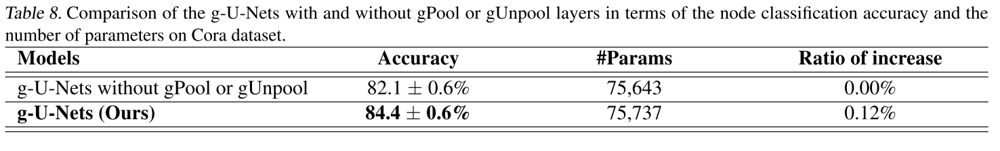 Table 8. Comparison of the g-U-Nets with and without gPool or gUnpool layers in terms of the node classification accuracy and the
number of parameters on Cora dataset.
Models Accuracy #Params Ratio of increase
g-U-Nets without gPool or gUnpool 82.1 ± 0.6% 75,643 0.00%
g-U-Nets (Ours) 84.4 ± 0.6% 75,737 0.12%